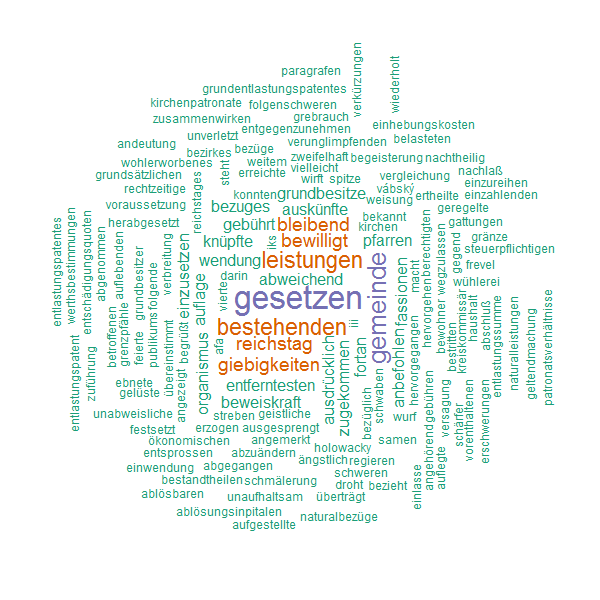 paragrafen
verkürzungen
wiederholt
grundentlastungspatentes
kirchenpatronate
folgenschweren
zusammenwirken
grebrauch
einhebungskosten
unverletzt
entgegenzunehmen
andeutung
verunglimpfenden
belasteten
bezirkes
bezüge
wohlerworbenes
zweifelhaft
begeisterung
nachtheilig
steht
weitem
vielleicht
grundsätzlichen
erreichte
wirft
spitze
vergleichung
nachlaß
rechtzeitige
einzureihen
konnten
grundbesitze
vábský
ertheilte
einzahlenden
voraussetzung
reichstages
bezuges
auskünfte
weisung
geregelte
herabgesetzt
gebührt
bleibend
bekannt
gattungen
kirchen
knüpfte
iks
bewilligt
pfarren
gränze
steuerpflichtigen
entlastungspatentes
werthsbestimmungen
entschädigungsquoten
abgenommen
auflebenden
grundbesitzer
verbreitung
einzusetzen
wendung
leistungen
darin
abweichend
gemeinde
fassionen
macht
berechtigten
hervorgehen
wegzulassen
bewohner
gegend
frevel
wühlerei
gesetzen
vierte
auflage
organismus
bestehenden
iii
afa
reichstag
giebigkeiten
betroffenen
grenzpfähle
feierte
folgende
publikums
übereinstimmt
begrüßt
angezeigt
entlastungspatent
zuführung
ebnete
gelüste
entferntesten
beweiskraft
ausdrücklich
zugekommen
fortan
schwaben
bezüglich
anbefohlen
hervorgegangen
gebühren
angehörend
bestritten
kreiskommissär
haushalt
abschluß
entlastungssumme
naturalleistungen
geltendmachung
patronatsverhältnisse
unabweisliche
streben
geistliche
festsetzt
erzogen
ausgesprengt
wurf
versagung
schärfer
vorenthaltenen
erschwerungen
auflegte
einlasse
ökonomischen
angemerkt
samen
entsprossen
abzuändern
holowacky
einwendung
abgegangen
ängstlich
regieren
bestandtheilen
schmälerung
schweren
droht
bezieht
ablösbaren
unaufhaltsam
überträgt
ablösungsinpitalen
naturalbezüge
aufgestellte